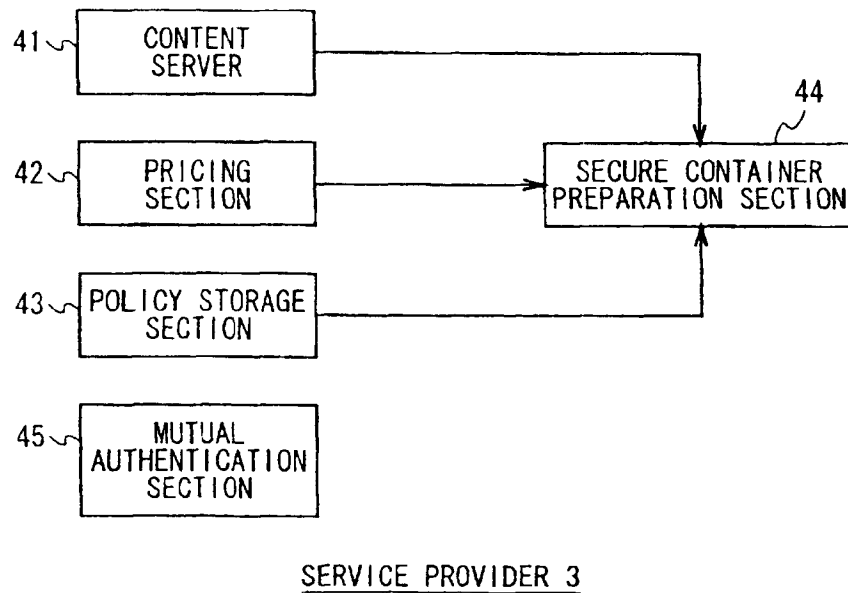 41
CONTENT
SERVER
44
42
PRICING
SECTION
SECURE CONTAINER
PREPARATION SECTION
43
POLICY STORAGE
SECTION
45
MUTUAL
AUTHENTICATION
SECTION
SERVICE PROVIDER 3